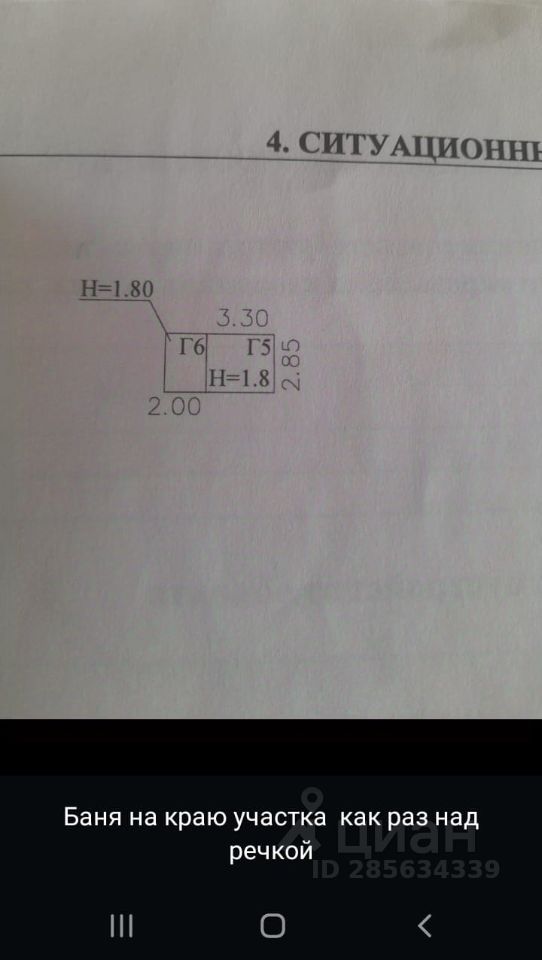 4. СИТУАЦИОНН
H=1.80
3.30
Г6 Г5
2.85
H=1.8
2.00
Баня на краю участка как раз над
речкой
циан
ID 285634339